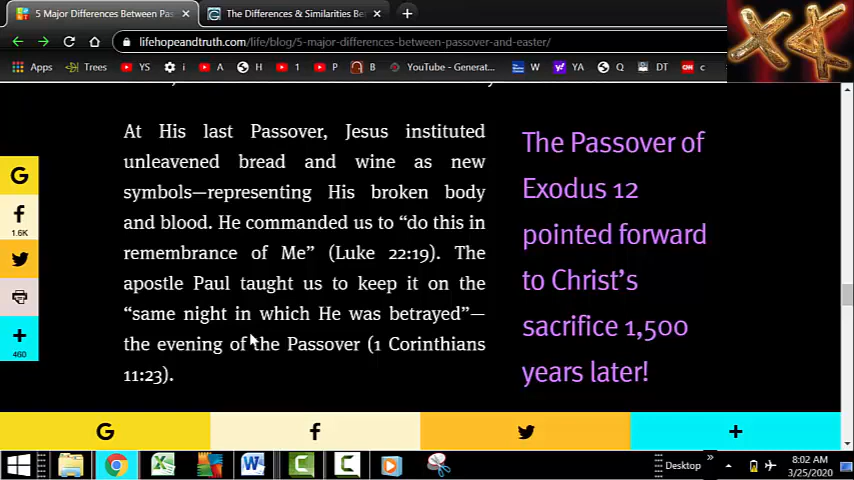 5 Major Differences Between Pas
The Differences & Similarities Be
lifehopeandtruth.com/life/blog/5-major-differences-between-passover-and-easter/
Apps Trees YS A H 1 P B YouTube - Generat... W YA Q DT c
X4
At His last Passover, Jesus instituted
unleavened bread and wine as new
symbols—representing His broken body
and blood. He commanded us to “do this in
remembrance of Me” (Luke 22:19). The
apostle Paul taught us to keep it on the
“same night in which He was betrayed”—
the evening of the Passover (1 Corinthians
11:23).
The Passover of
Exodus 12
pointed forward
to Christ’s
sacrifice 1,500
years later!
1.6K
460
Desktop
8:02 AM
3/25/2020